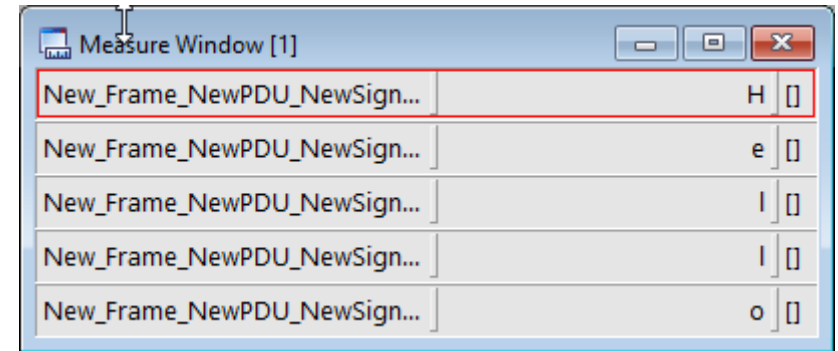 Measure Window [1]
New_Frame_NewPDU_NewSign... H []
New_Frame_NewPDU_NewSign... e []
New_Frame_NewPDU_NewSign... l []
New_Frame_NewPDU_NewSign... l []
New_Frame_NewPDU_NewSign... o []